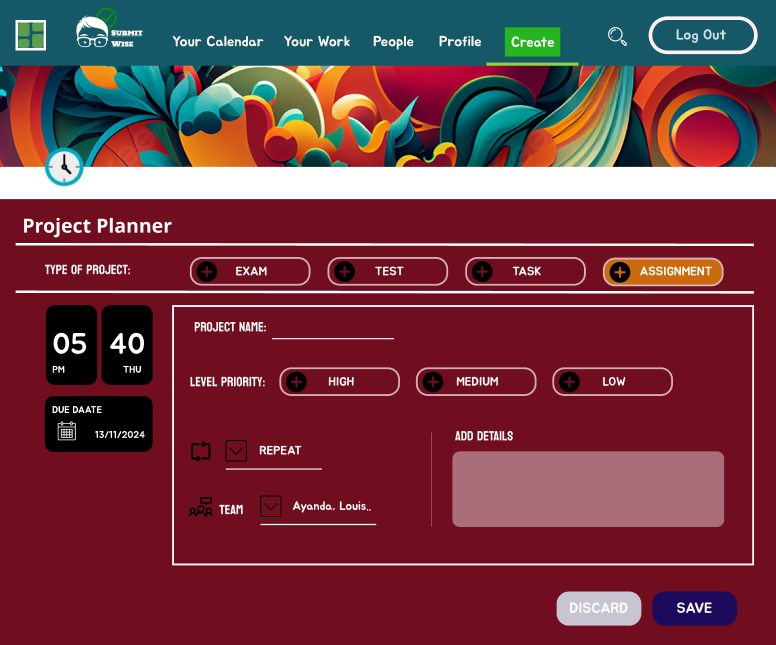 SUBMIT
WISE
Your Calendar
Your Work
People
Profile
Create
Log Out
Project Planner
TYPE OF PROJECT:
EXAM
TEST
TASK
ASSIGNMENT
05
PM
40
THU
DUE DAATE
13/11/2024
PROJECT NAME:
LEVEL PRIORITY:
HIGH
MEDIUM
LOW
REPEAT
TEAM
Ayanda, Louis..
ADD DETAILS
DISCARD
SAVE